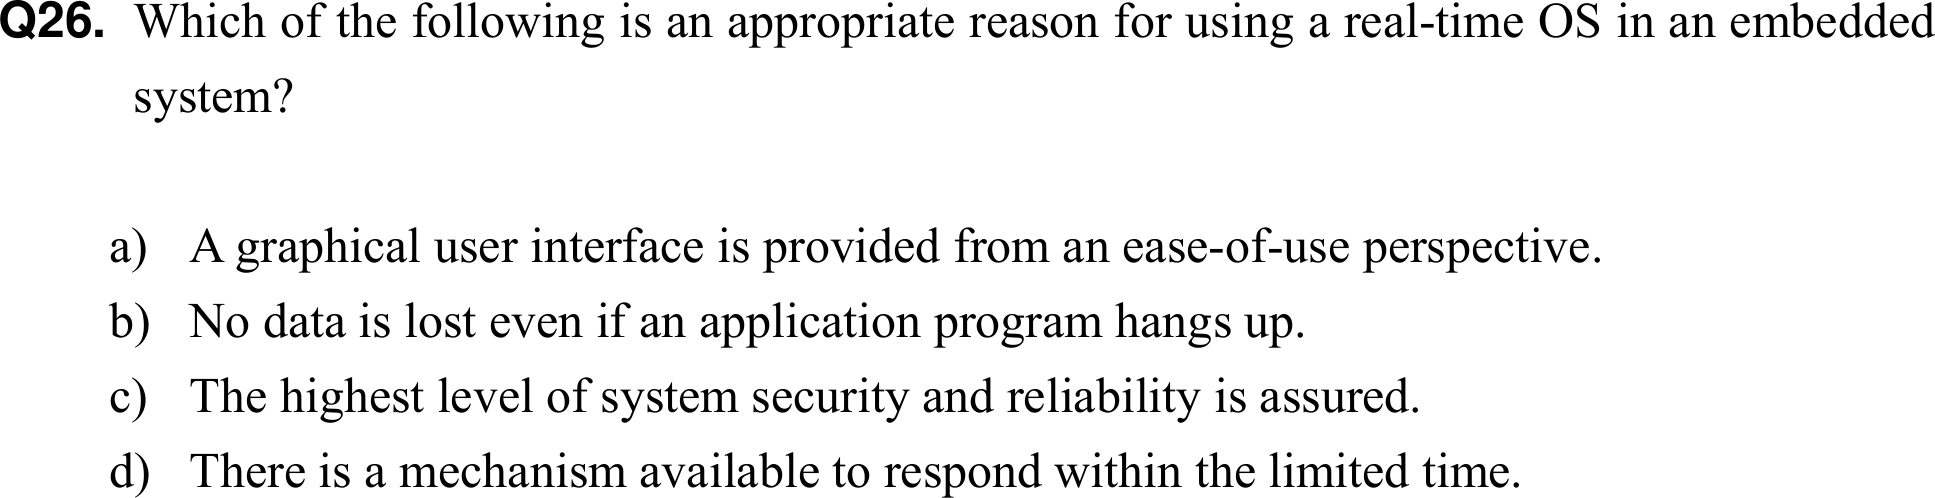 Q26. Which of the following is an appropriate reason for using a real-time OS in an embedded
system?
a) A graphical user interface is provided from an ease-of-use perspective.
b) No data is lost even if an application program hangs up.
c) The highest level of system security and reliability is assured.
d) There is a mechanism available to respond within the limited time.